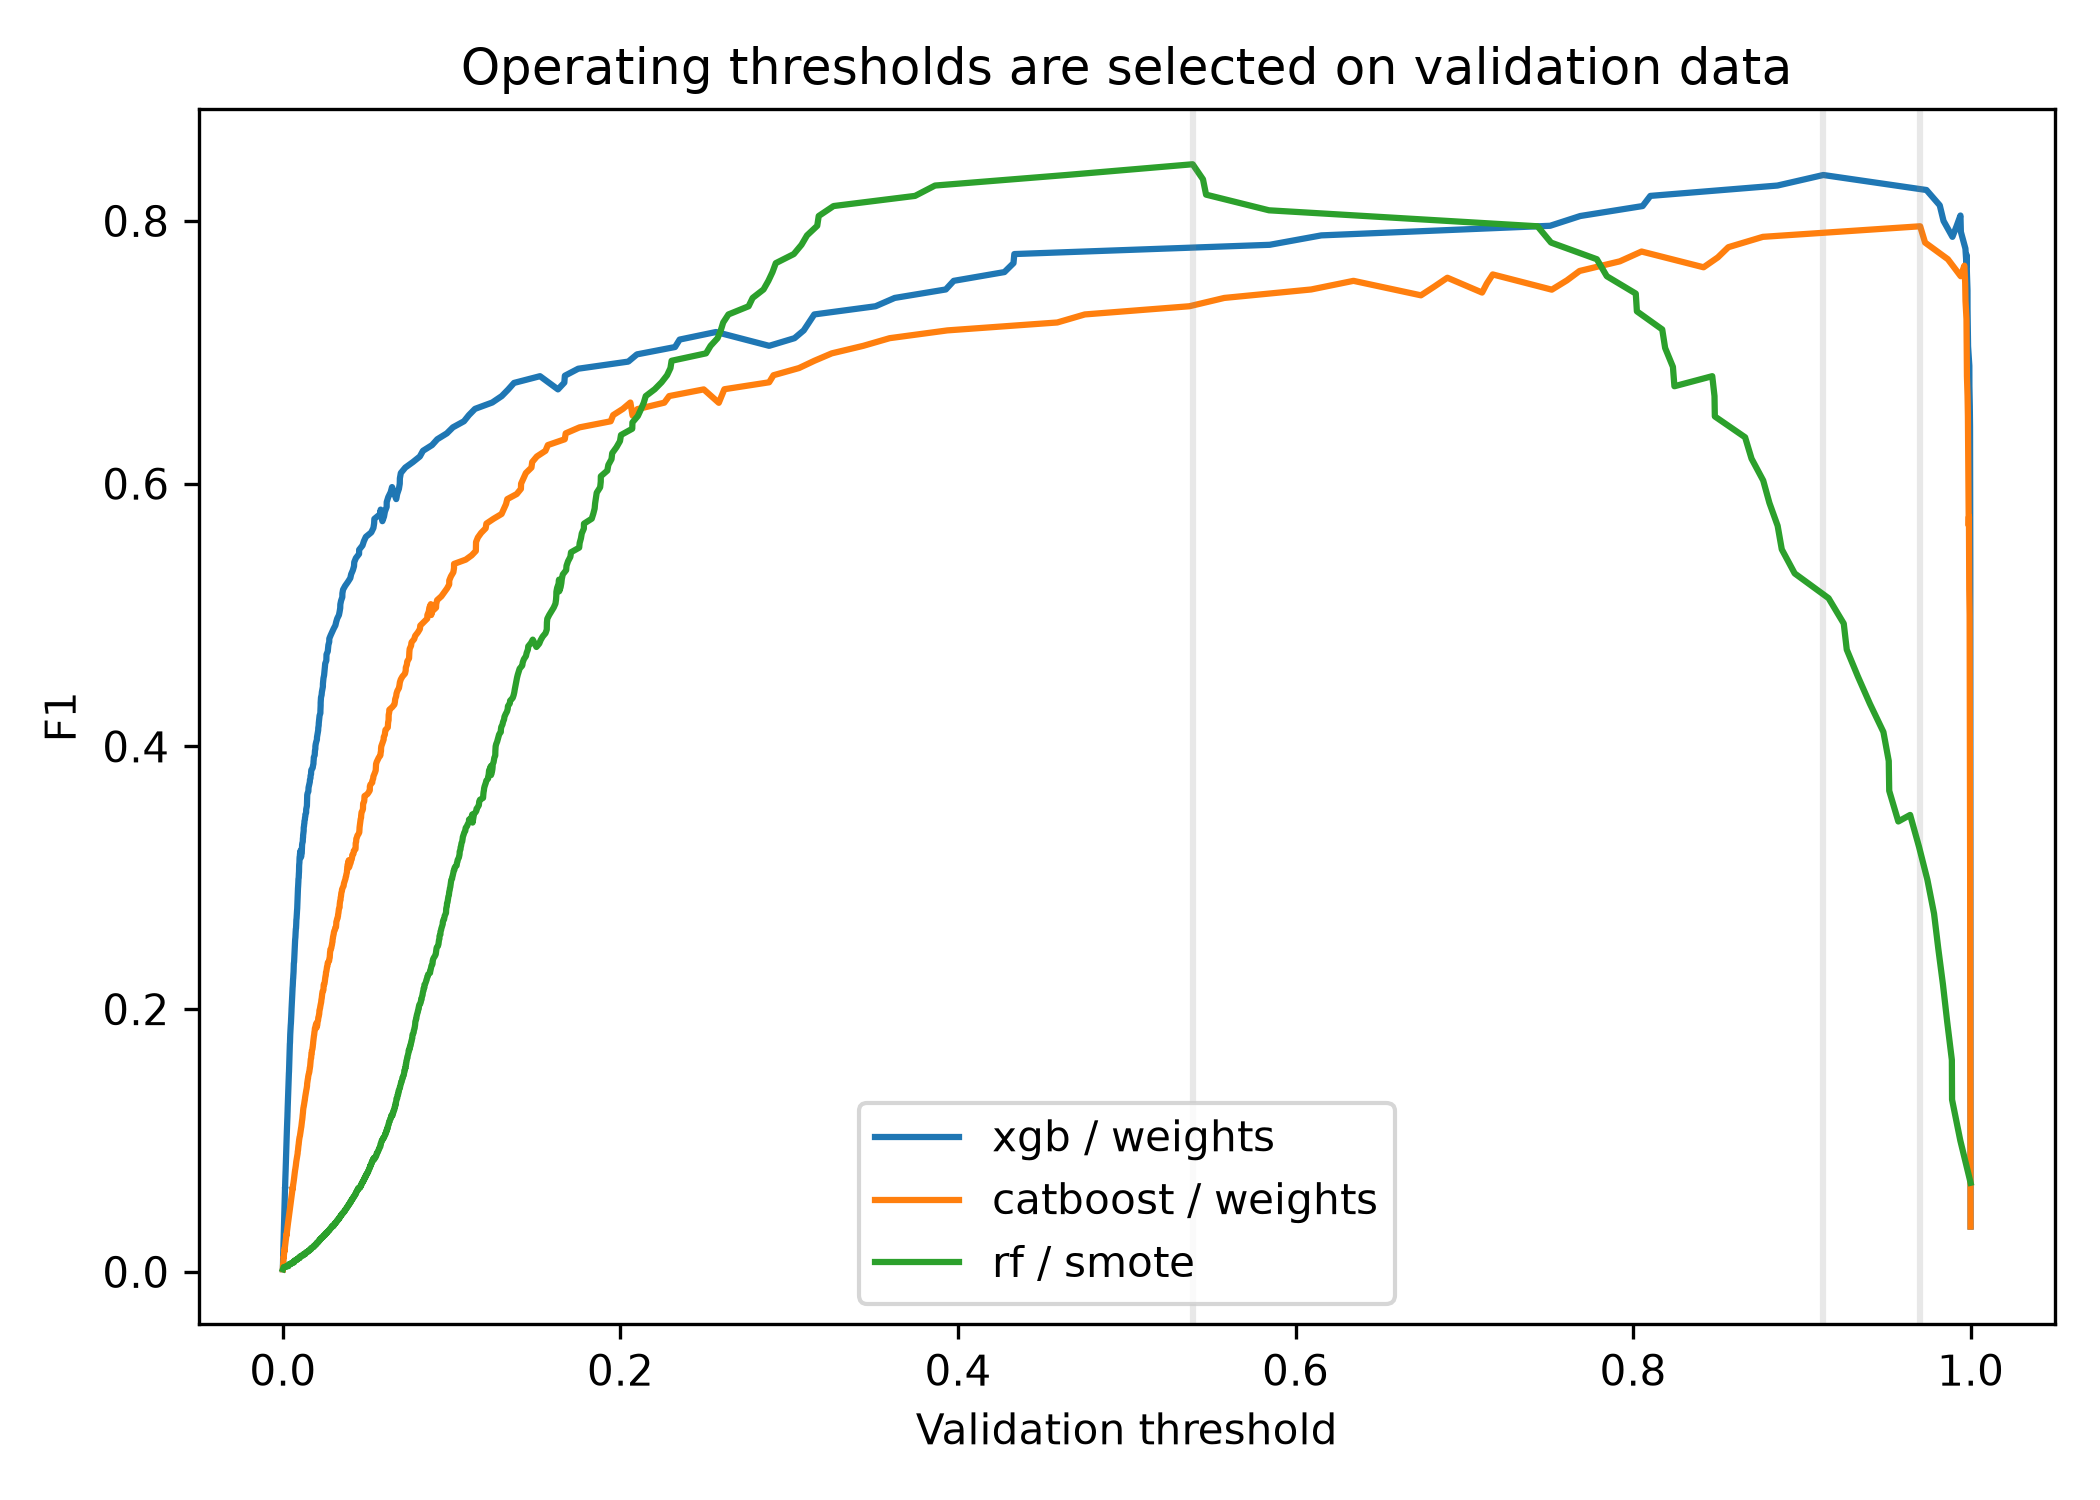 Operating thresholds are selected on validation data
0.8
0.6
0.4
0.2
0.0
F1
xgb / weights
catboost / weights
rf / smote
0.0 0.2 0.4 0.6 0.8 1.0
Validation threshold